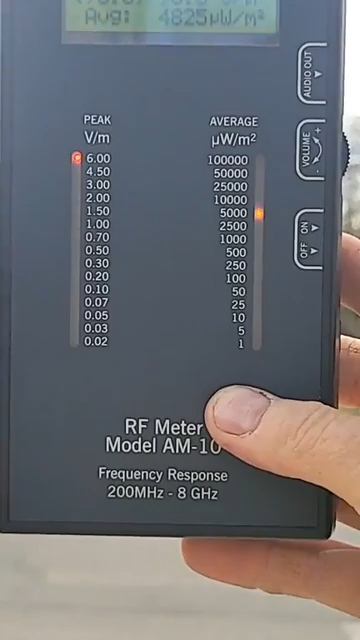 Avg: 4825µW/m²
PEAK
V/m
6.00
4.50
3.00
2.00
1.50
1.00
0.70
0.50
0.30
0.20
0.10
0.07
0.05
0.03
0.02
AVERAGE
µW/m²
100000
50000
25000
10000
5000
2500
1000
500
250
100
50
25
10
5
1
AUDIO OUT
VOLUME
- +
OFF ON
RF Meter
Model AM-10
Frequency Response
200MHz - 8 GHz